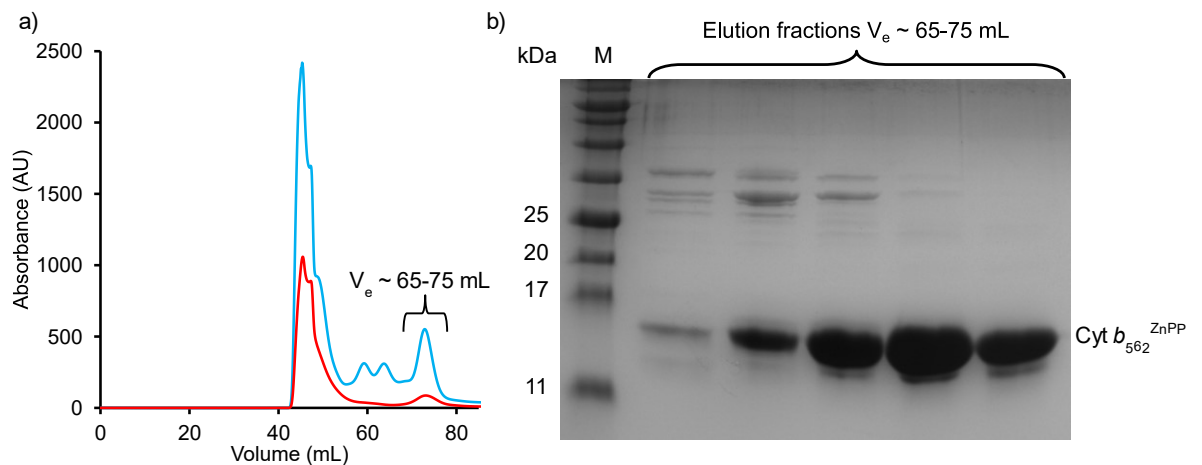 a)
2500
2000
1500
1000
500
0
Absorbance (AU)
0 20 40 60 80
Volume (mL)
Ve ~ 65-75 mL
b)
Elution fractions Ve ~ 65-75 mL
kDa M
25
20
17
11
Cyt b562ZnPP